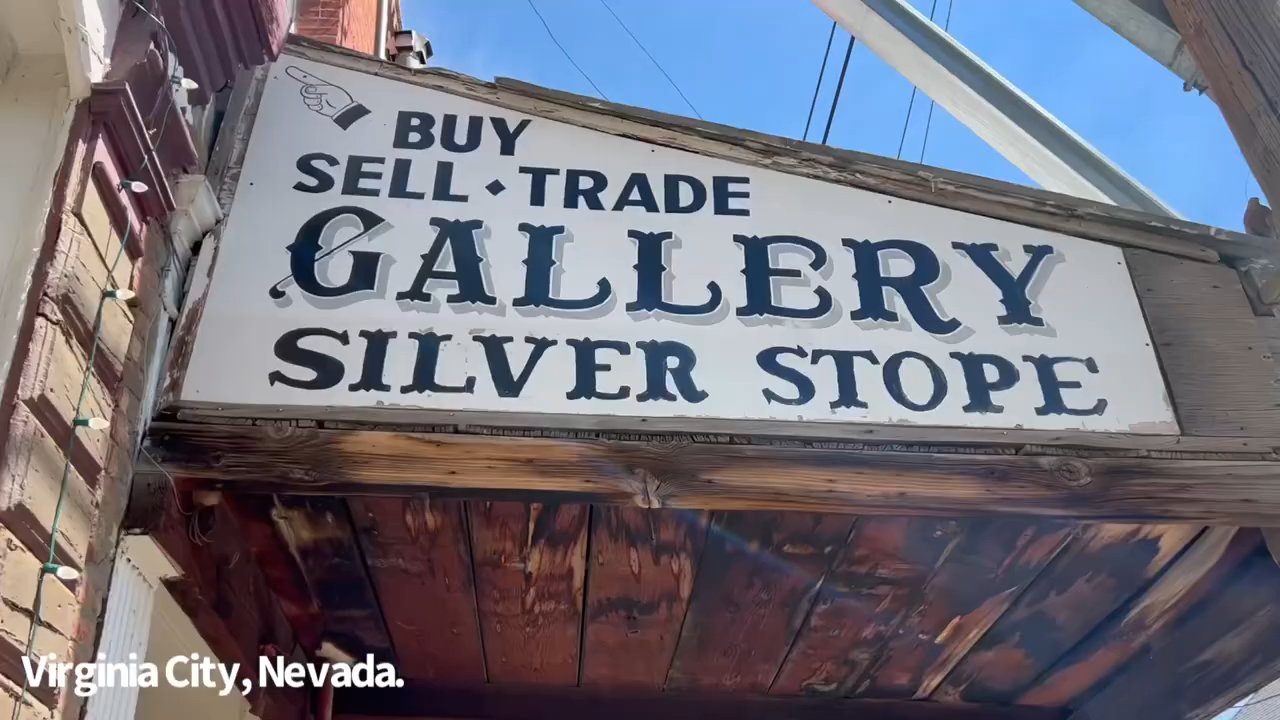 BUY
SELL ⬥ TRADE
GALLERY
SILVER STOPE
Virginia City, Nevada.